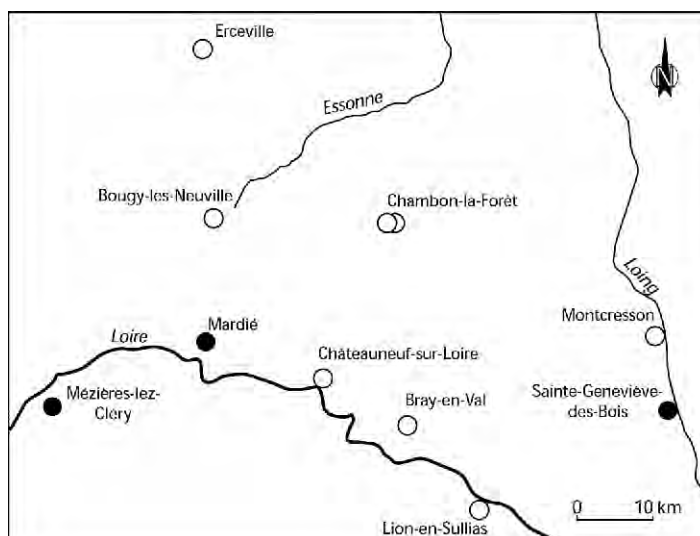 Erceville
Essonne
N
Bougy-les-Neuville
Chambon-la-Forêt
Loing
Montcresson
Loire
Mardié
Châteauneuf-sur-Loire
Mézières-lez-
Cléry
Bray-en-Val
Sainte-Geneviève-
des-Bois
Lion-en-Sullias
0 10 km